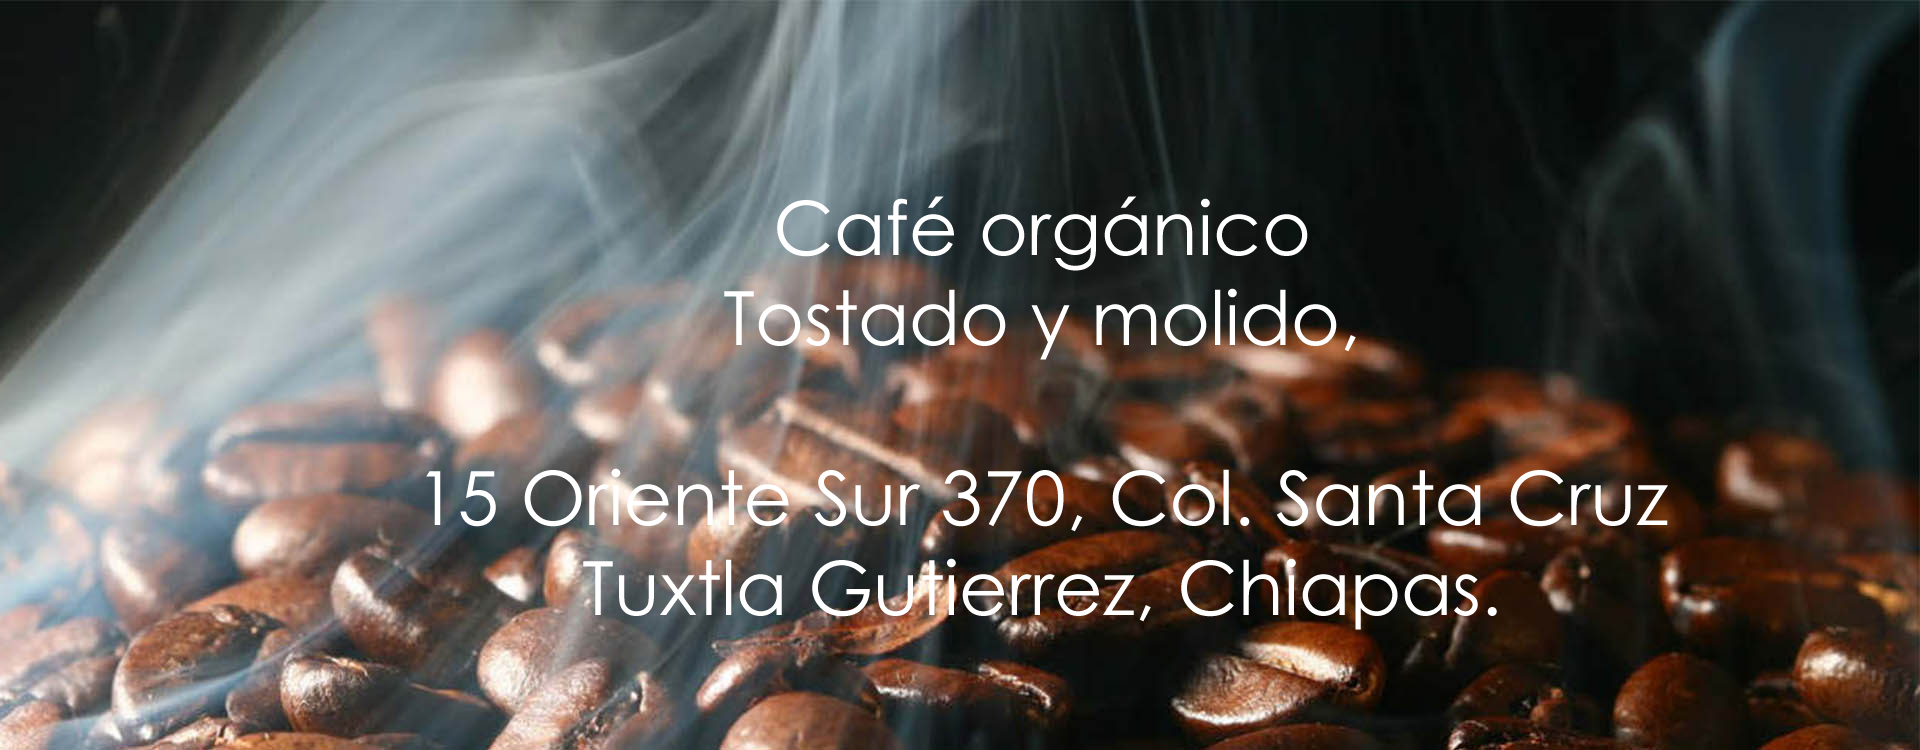 Café orgánico
Tostado y molido,
15 Oriente Sur 370, Col. Santa Cruz
Tuxtla Gutierrez, Chiapas.